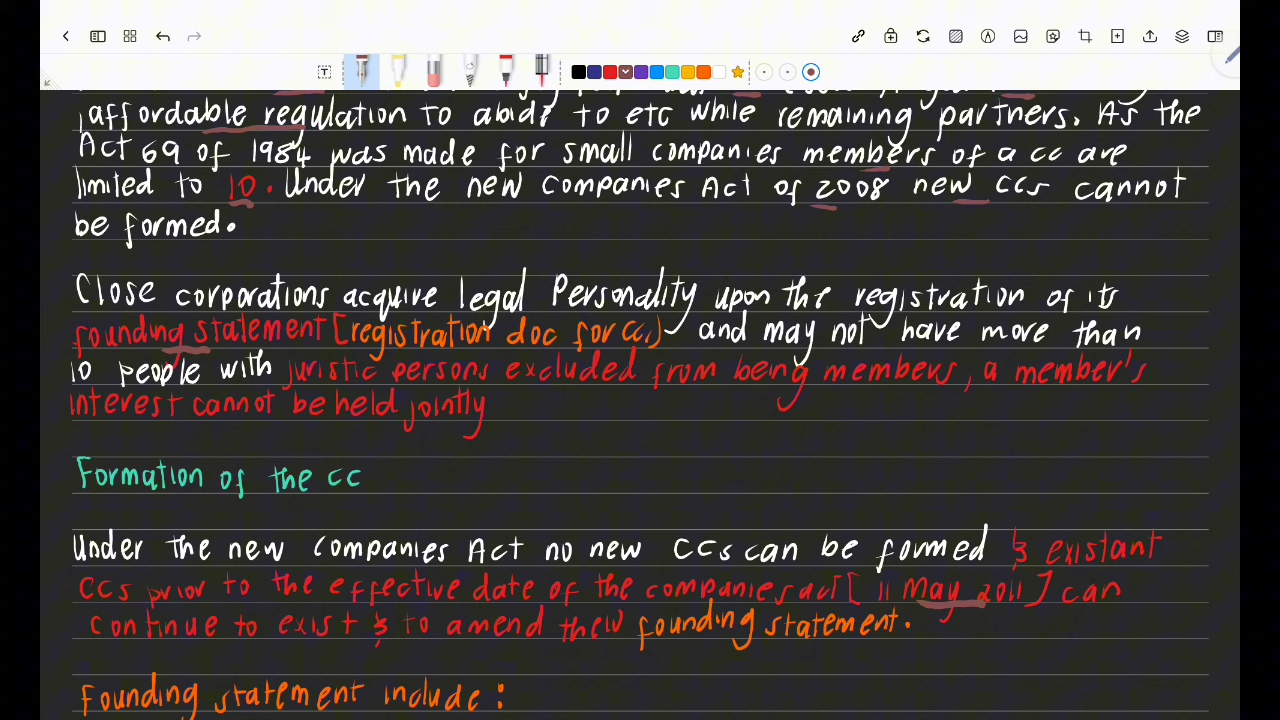 affordable regulation to abide to etc while remaining partners. As the
Act 69 of 1984 was made for small companies members of a cc are
limited to 10. Under the new companies Act of 2008 new CCs cannot
be formed.
Close corporations acquire legal Personality upon the registration of its
founding statement [registration doc for CC] and may not have more than
10 people with juristic persons excluded from being members, a member's
interest cannot be held jointly
Formation of the CC
Under the new Companies Act no new CCs can be formed & existant
CCs prior to the effective date of the companies act [11 May 2011] can
continue to exist & to amend their founding statement.
Founding statement include: